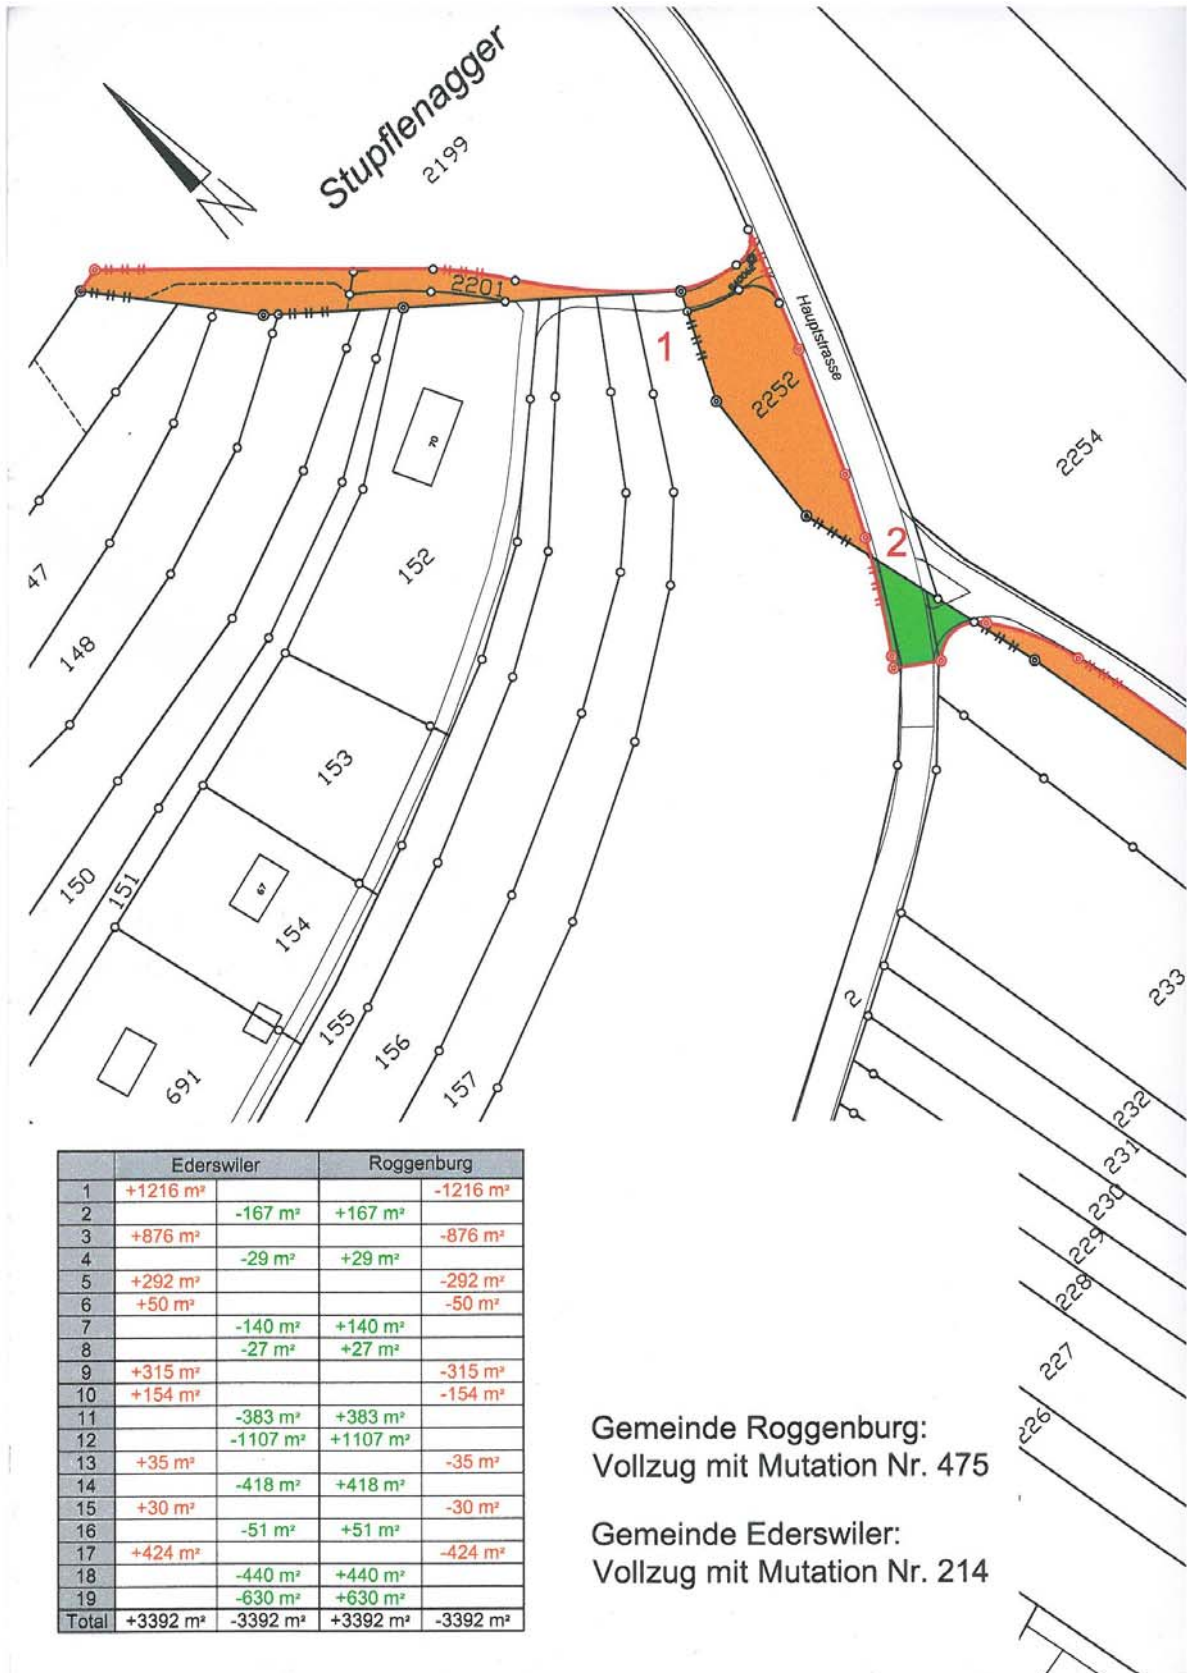 Stupflenagger
2199
2201
Hauptstrasse
1
2252
2254
70
2
47
152
148
153
150
151
67
154
233
2
155
156
691
157
232
231
230
229
228
227
226
Ederswiler Roggenburg
1 +1216 m² -1216 m²
2 -167 m² +167 m²
3 +876 m² -876 m²
4 -29 m² +29 m²
5 +292 m² -292 m²
6 +50 m² -50 m²
7 -140 m² +140 m²
8 -27 m² +27 m²
9 +315 m² -315 m²
10 +154 m² -154 m²
11 -383 m² +383 m²
12 -1107 m² +1107 m²
13 +35 m² -35 m²
14 -418 m² +418 m²
15 +30 m² -30 m²
16 -51 m² +51 m²
17 +424 m² -424 m²
18 -440 m² +440 m²
19 -630 m² +630 m²
Total +3392 m² -3392 m² +3392 m² -3392 m²
Gemeinde Roggenburg:
Vollzug mit Mutation Nr. 475
Gemeinde Ederswiler:
Vollzug mit Mutation Nr. 214